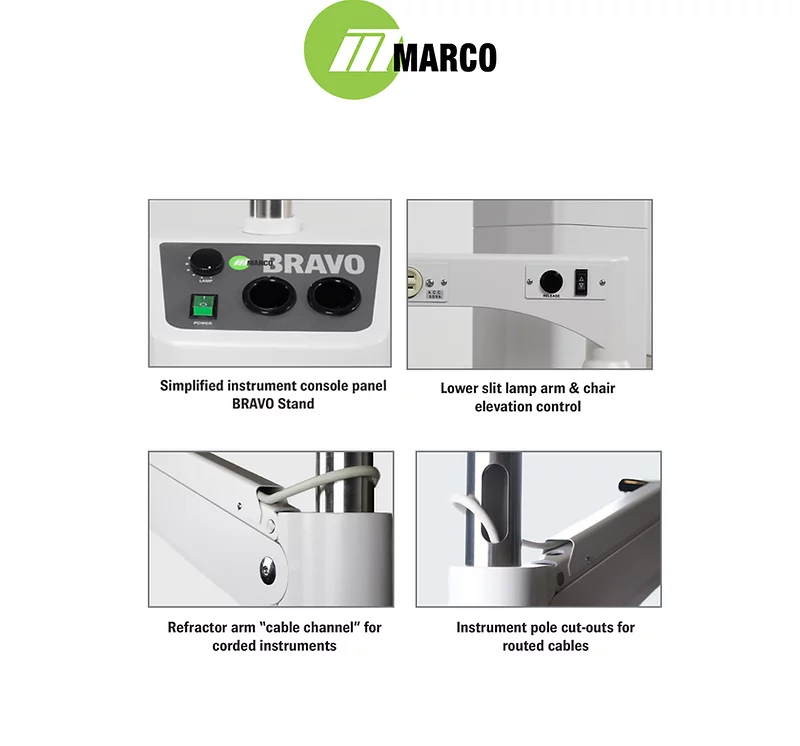 MARCO
MARCO BRAVO
LAMP
POWER
RELEASE
Simplified instrument console panel
BRAVO Stand
Lower slit lamp arm & chair
elevation control
Refractor arm “cable channel” for
corded instruments
Instrument pole cut-outs for
routed cables